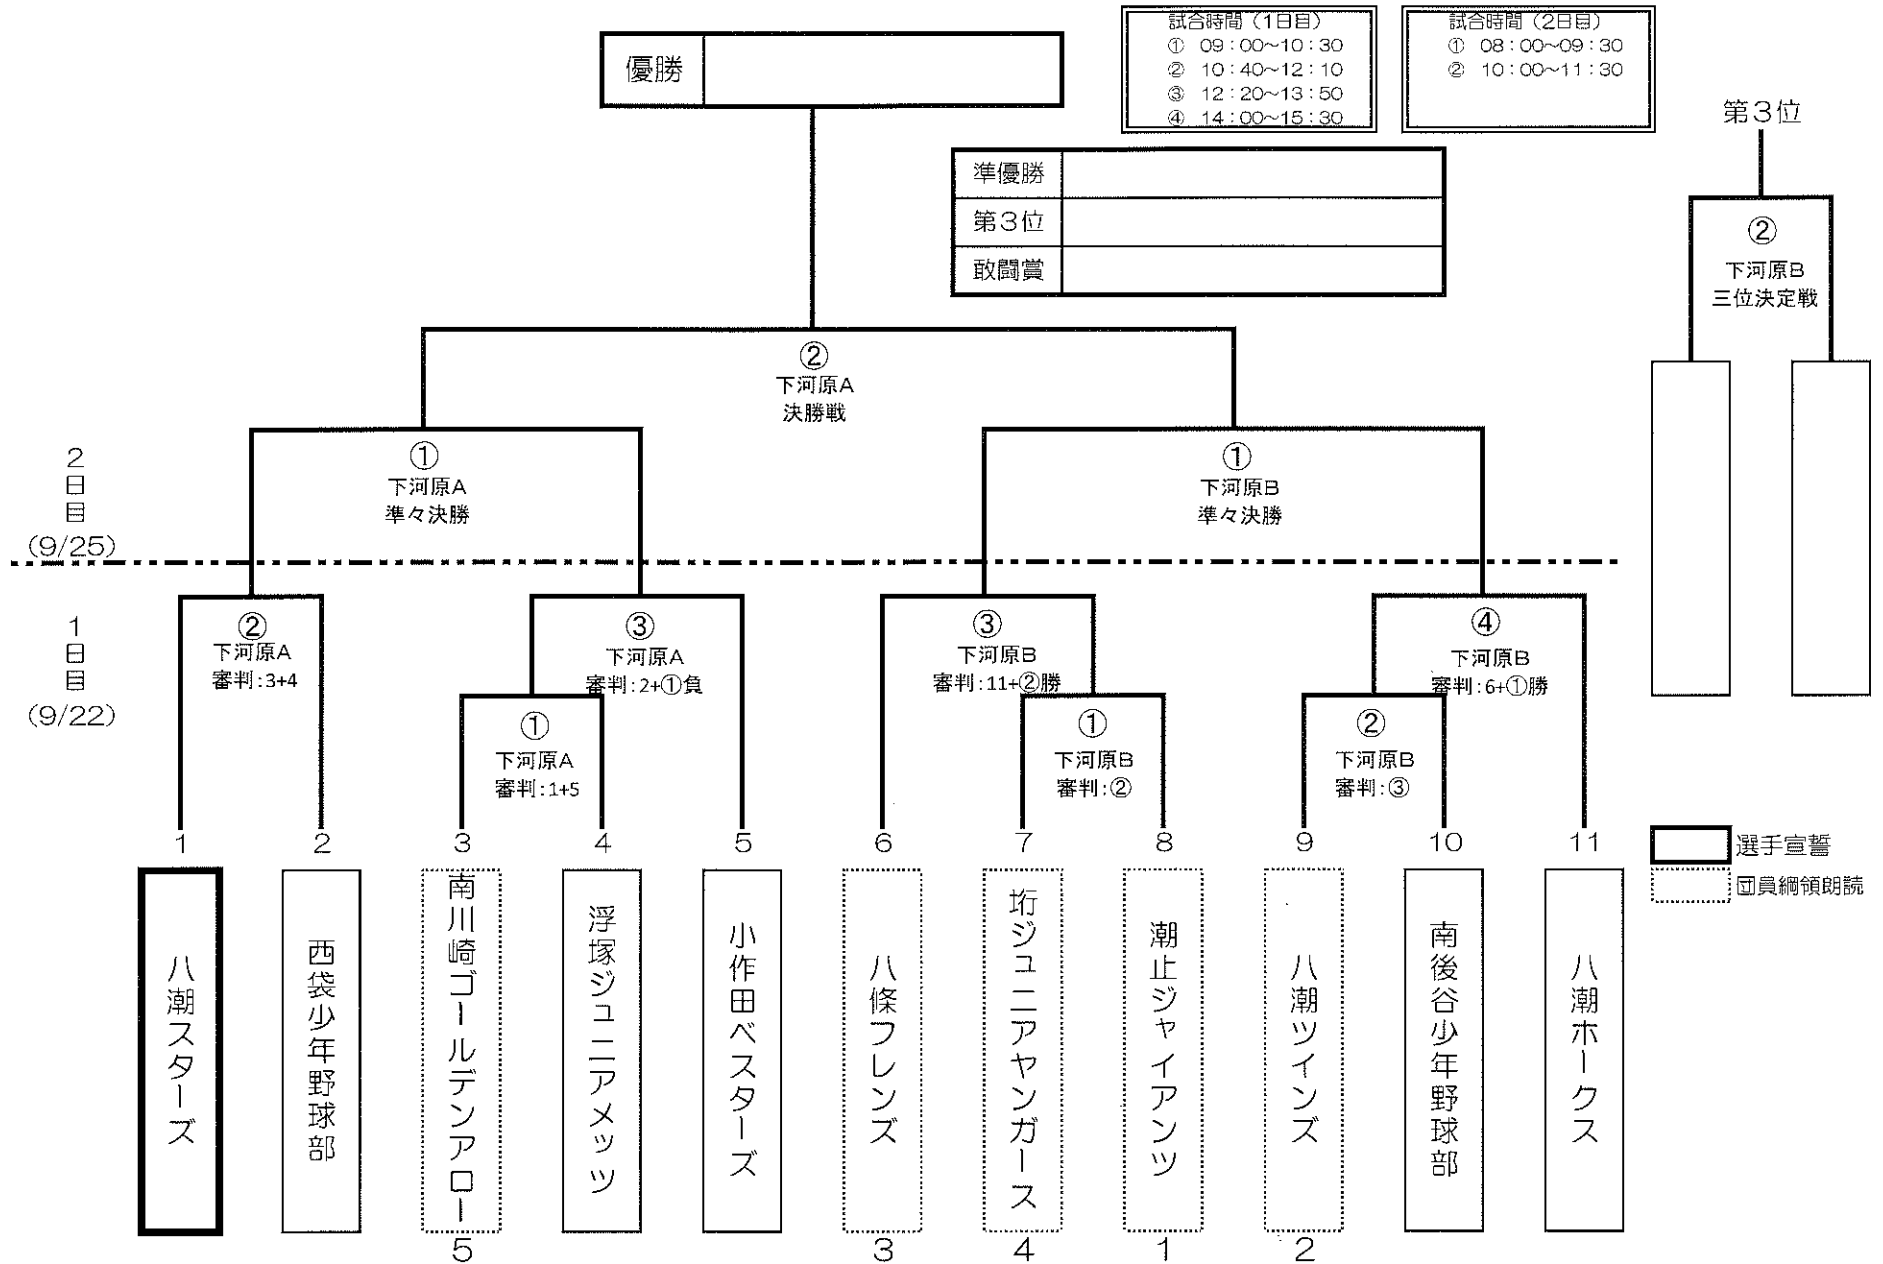 優勝
試合時間（1日目）
① 09：00～10：30
② 10：40～12：10
③ 12：20～13：50
④ 14：00～15：30
試合時間（2日目）
① 08：00～09：30
② 10：00～11：30
準優勝
第3位
敢闘賞
第3位
②
下河原B
三位決定戦
②
下河原A
決勝戦
2日目
(9/25)
①
下河原A
準々決勝
①
下河原B
準々決勝
1日目
(9/22)
②
下河原A
審判:3+4
③
下河原A
審判:2+①負
③
下河原B
審判:11+②勝
④
下河原B
審判:6+①勝
①
下河原A
審判:1+5
①
下河原B
審判:②
②
下河原B
審判:③
1
2
3
4
5
6
7
8
9
10
11
選手宣誓
団員綱領朗読
八潮スターズ
西袋少年野球部
南川崎ゴールデンアロー
浮塚ジュニアメッツ
小作田ベスターズ
八條フレンズ
垳ジュニアヤンガース
潮止ジャイアンツ
八潮ツインズ
南後谷少年野球部
八潮ホークス
5
3
4
1
2